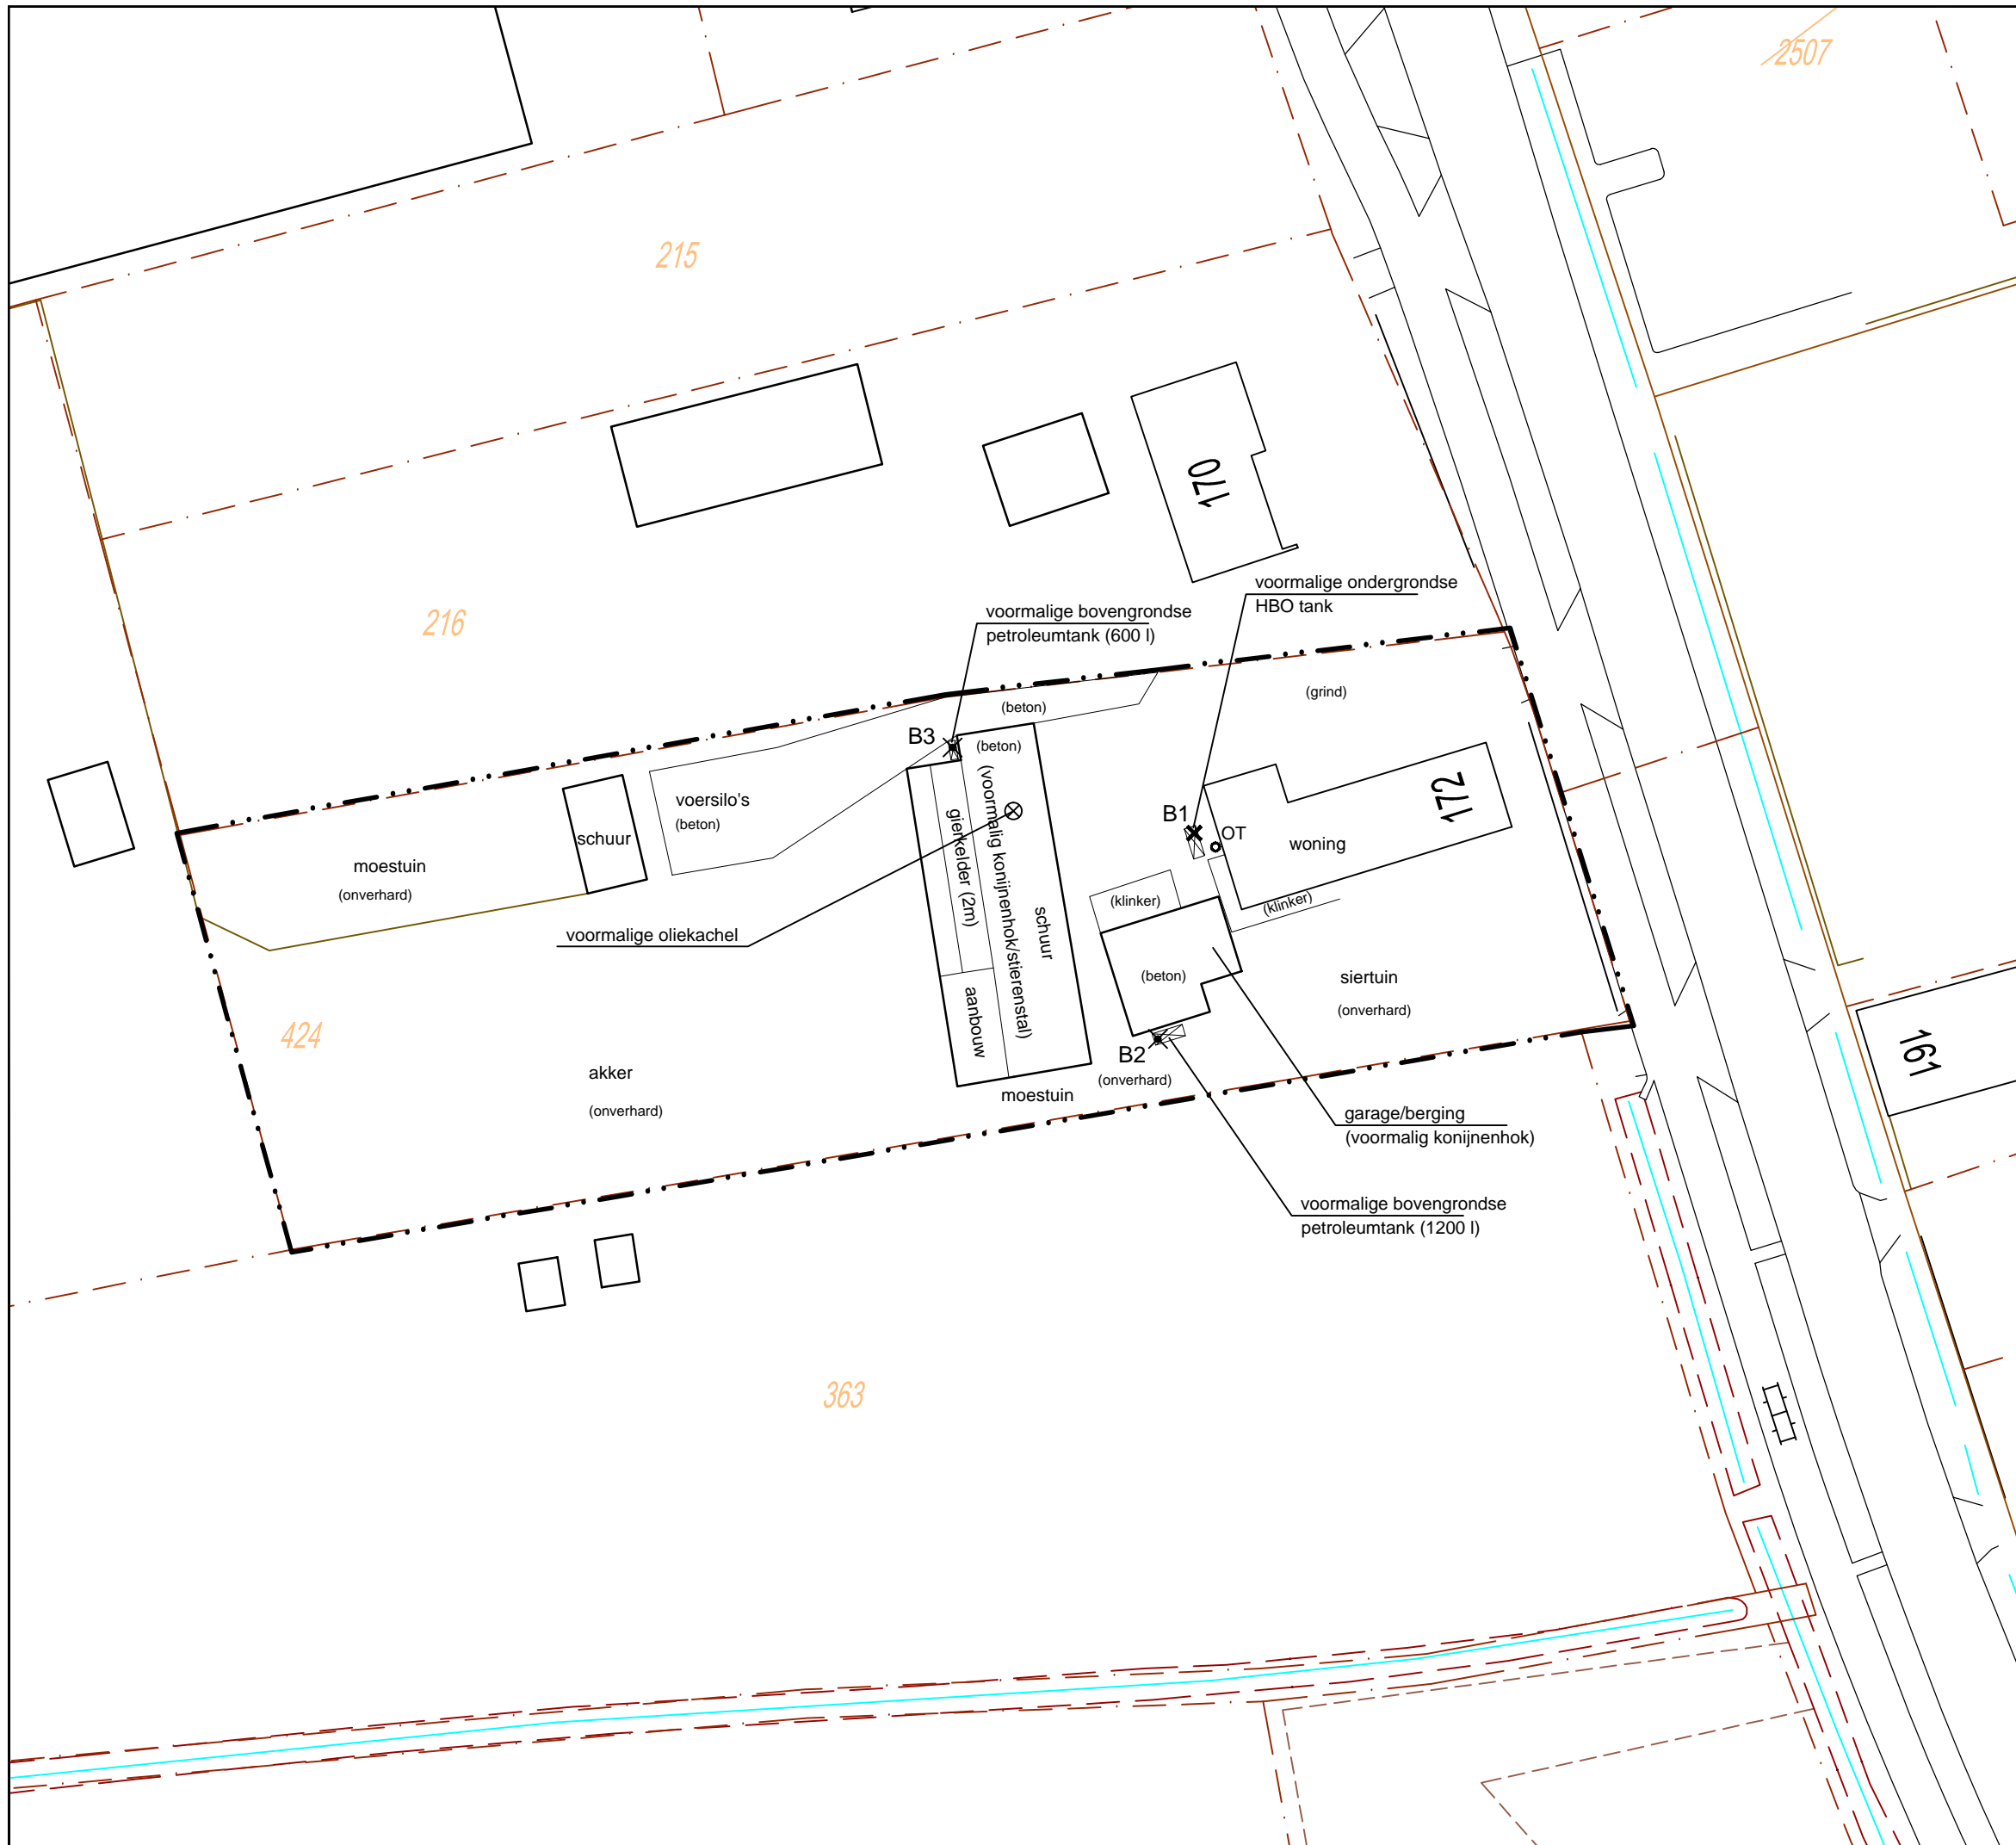 2507
215
170
voormalige ondergrondse
HBO tank
voormalige bovengrondse
petroleumtank (600 l)
216
(grind)
(beton)
B3
(beton)
voersilo's
(beton)
172
B1
OT
woning
schuur
moestuin
(onverhard)
gierkelder (2m)
(voormalig konijnenhok/stierenstal)
schuur
aanbouw
(klinker)
(klinker)
voormalige oliekachel
(beton)
siertuin
(onverhard)
424
161
B2
akker
(onverhard)
(onverhard)
moestuin
garage/berging
(voormalig konijnenhok)
voormalige bovengrondse
petroleumtank (1200 l)
363